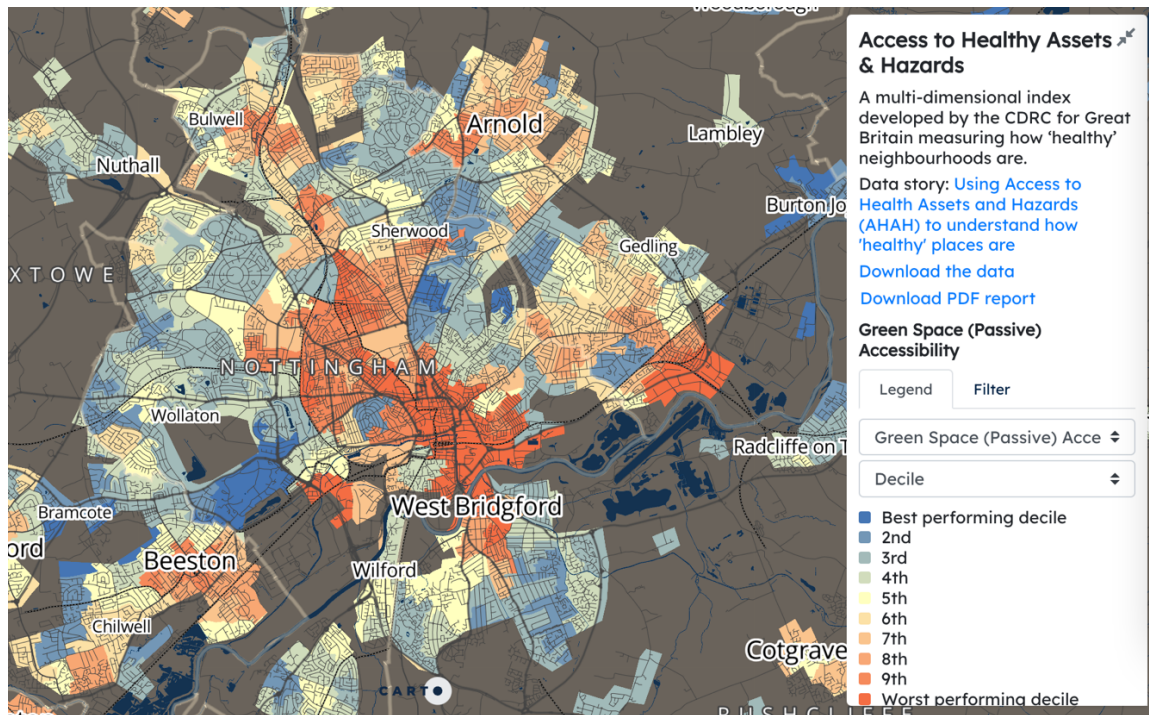 Bulwell
Arnold
Nuthall
Lambley
Burton Jo
Sherwood
Gedling
XTOWE
NOTTINGHAM
Wollaton
Radcliffe on T
Bramcote
West Bridgford
ord
Beeston
Wilford
Chilwell
Cotgrave
CARTO
Access to Healthy Assets
& Hazards
A multi-dimensional index
developed by the CDRC for Great
Britain measuring how ‘healthy’
neighbourhoods are.
Data story: Using Access to
Health Assets and Hazards
(AHAH) to understand how
'healthy' places are
Download the data
Download PDF report
Green Space (Passive)
Accessibility
Legend Filter
Green Space (Passive) Acce
Decile
Best performing decile
2nd
3rd
4th
5th
6th
7th
8th
9th
Worst performing decile